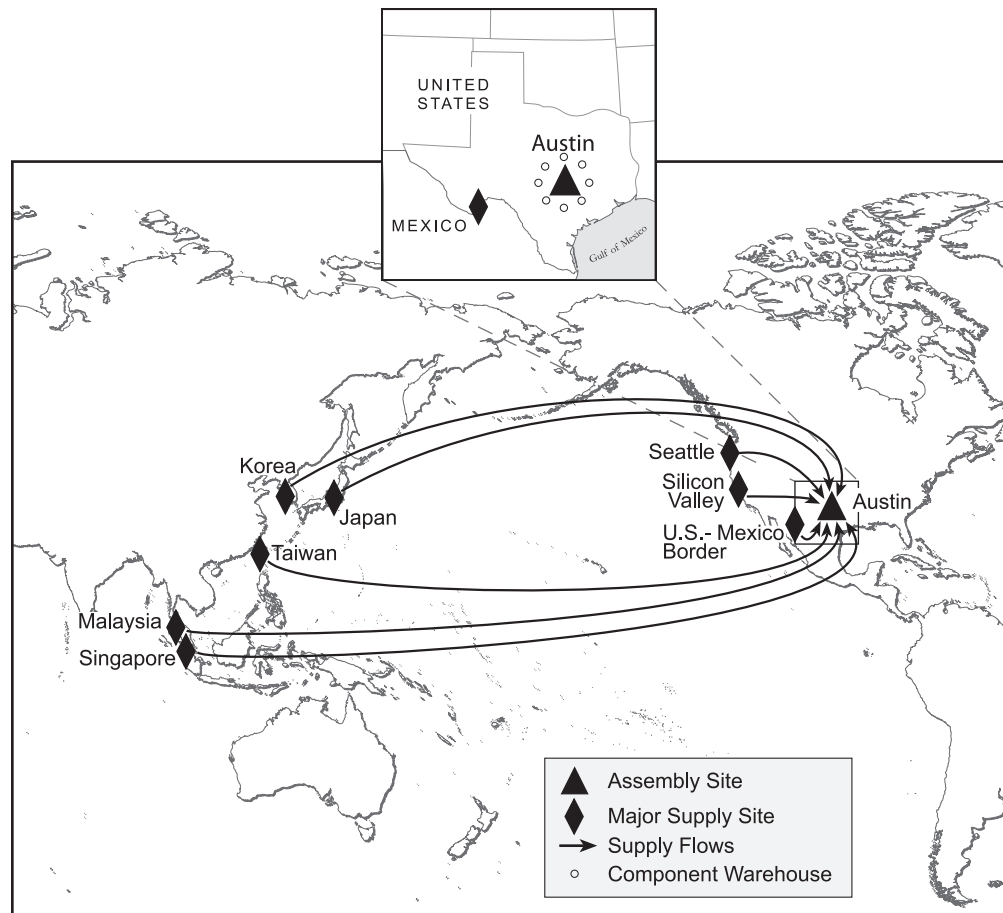 UNITED
STATES
Austin
MEXICO
Gulf of Mexico
Korea
Japan
Taiwan
Malaysia
Singapore
Seattle
Silicon
Valley
U.S.- Mexico
Border
Austin
Assembly Site
Major Supply Site
Supply Flows
Component Warehouse